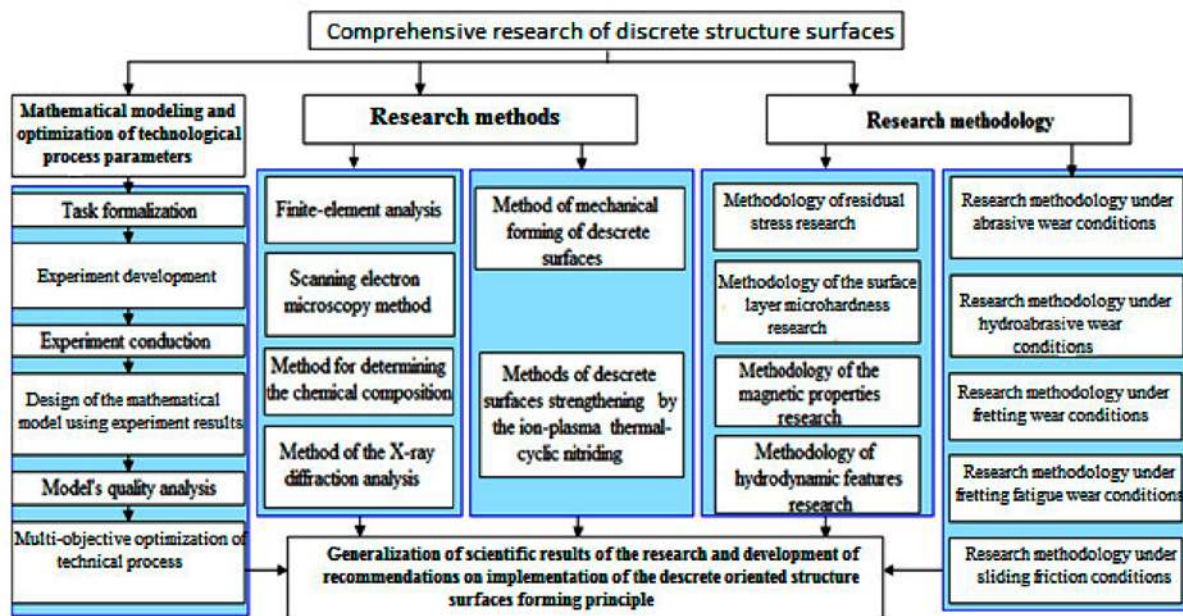 Comprehensive research of discrete structure surfaces
Mathematical modeling and
optimization of technological
process parameters
Task formalization
Experiment development
Experiment conduction
Design of the mathematical
model using experiment results
Model's quality analysis
Multi-objective optimization of
technical process
Research methods
Finite-element analysis
Scanning electron
microscopy method
Method for determining
the chemical composition
Method of the X-ray
diffraction analysis
Method of mechanical
forming of descrete
surfaces
Methods of descrete
surfaces strengthening by
the ion-plasma thermal-
cyclic nitriding
Research methodology
Methodology of residual
stress research
Methodology of the surface
layer microhardness
research
Methodology of the
magnetic properties
research
Methodology of
hydrodynamic features
research
Research methodology under
abrasive wear conditions
Research methodology under
hydroabrasive wear
conditions
Research methodology under
fretting wear conditions
Research methodology under
fretting fatigue wear conditions
Research methodology under
sliding friction conditions
Generalization of scientific results of the research and development of
recommendations on implementation of the descrete oriented structure
surfaces forming principle